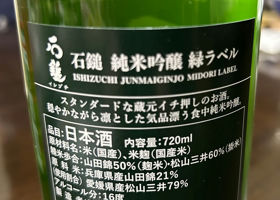 石鎚
イシヅチ
石鎚 純米吟醸 緑ラベル
ISHIZUCHI JUNMAIGINJO MIDORI LABEL
スタンダードな蔵元イチ押しのお酒。
穏やかながら凛とした気品漂う食中純米吟醸。
品目:日本酒 内容量:720ml
原材料名:米(国産)、米麹(国産米)
精米歩合:山田錦50%(麹米)・松山三井60%(掛米)
原料米:兵庫県産山田錦21%
(使用割合)愛媛県産松山三井79%
アルコール分:16度